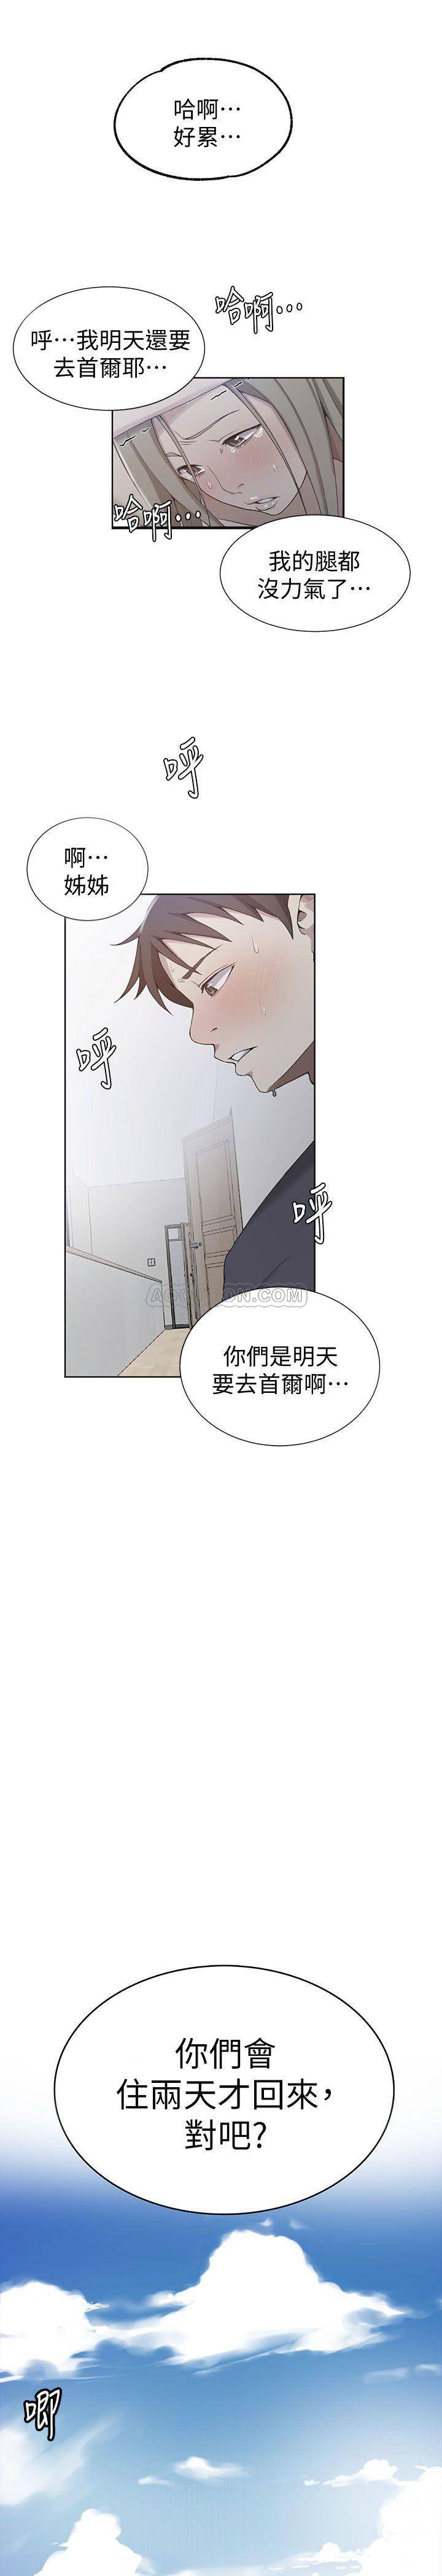 哈啊…
好累…
哈啊…
呼…我明天還要
去首爾耶…
哈啊…
我的腿都
沒力氣了…
呼
啊…
姊姊
呼
呼
你們是明天
要去首爾啊…
你們會
住兩天才回來,
對吧?
唧